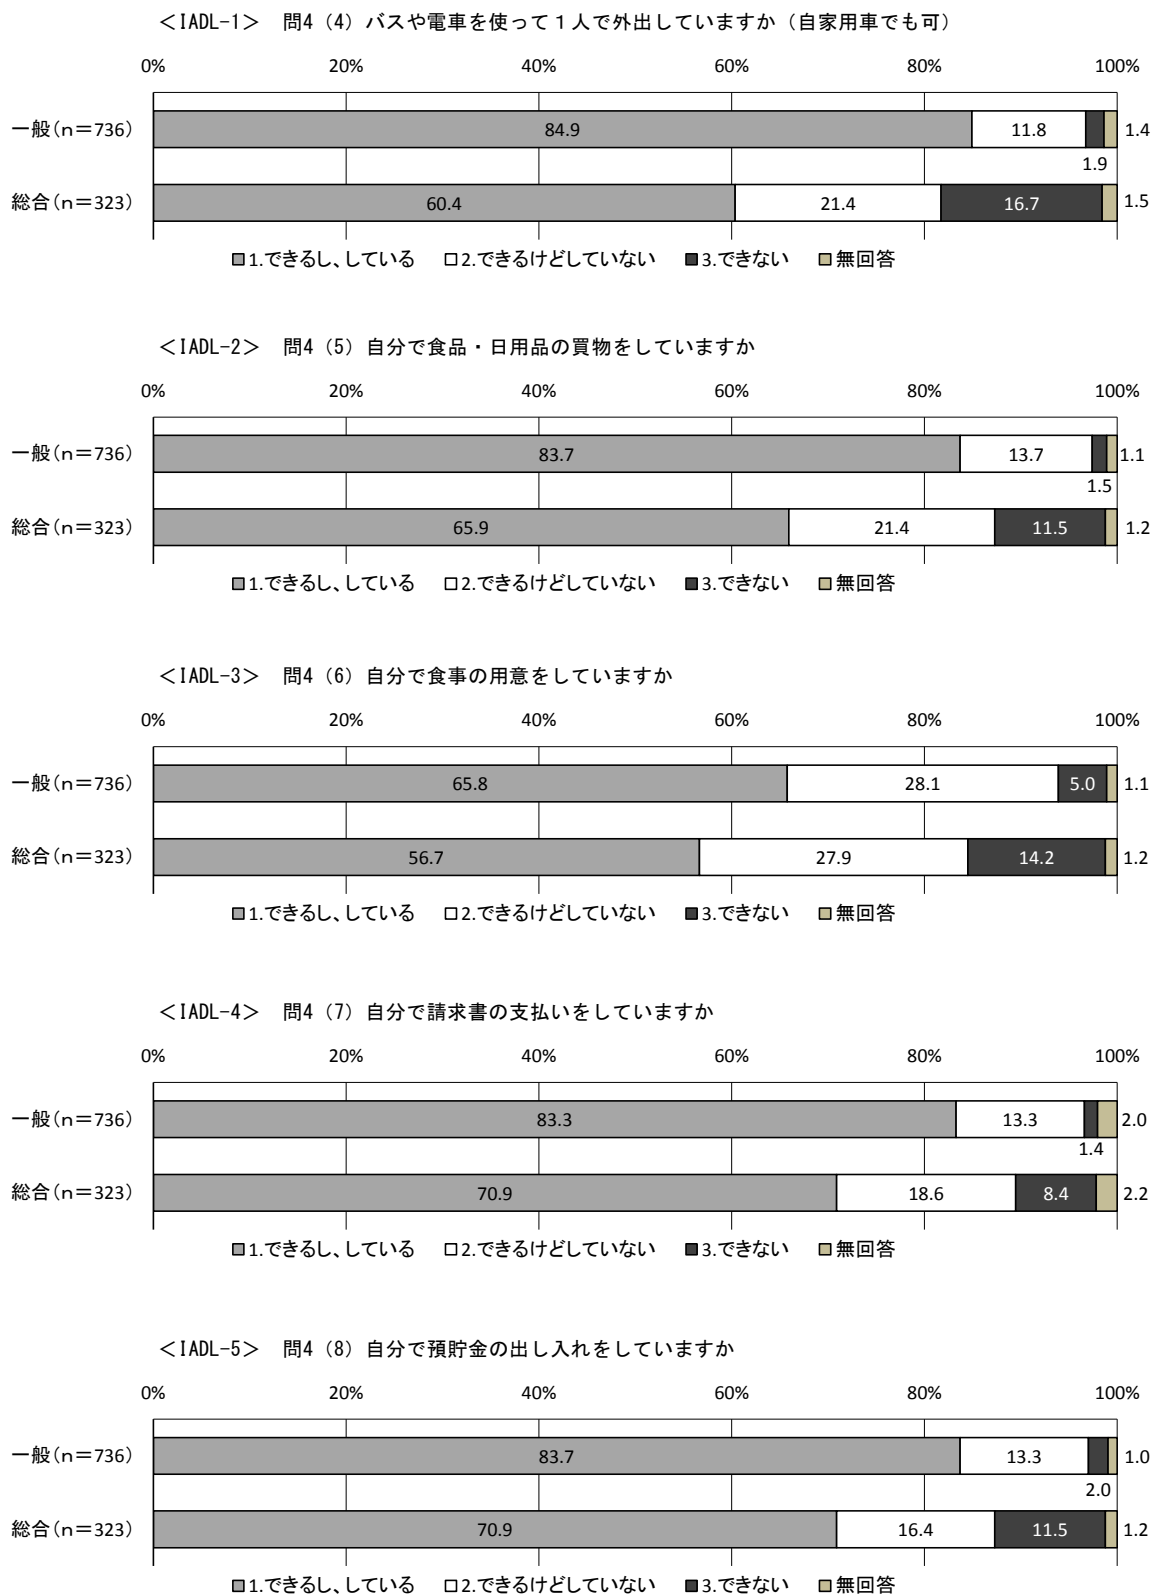 ＜IADL-1＞　問4（4）バスや電車を使って１人で外出していますか（自家用車でも可）
0% 20% 40% 60% 80% 100%
一般(n＝736) 84.9 11.8 1.4
1.9
総合(n＝323) 60.4 21.4 16.7 1.5
1.できるし、している 2.できるけどしていない 3.できない 無回答
＜IADL-2＞　問4（5）自分で食品・日用品の買物をしていますか
0% 20% 40% 60% 80% 100%
一般(n＝736) 83.7 13.7 1.1
1.5
総合(n＝323) 65.9 21.4 11.5 1.2
1.できるし、している 2.できるけどしていない 3.できない 無回答
＜IADL-3＞　問4（6）自分で食事の用意をしていますか
0% 20% 40% 60% 80% 100%
一般(n＝736) 65.8 28.1 5.0 1.1
総合(n＝323) 56.7 27.9 14.2 1.2
1.できるし、している 2.できるけどしていない 3.できない 無回答
＜IADL-4＞　問4（7）自分で請求書の支払いをしていますか
0% 20% 40% 60% 80% 100%
一般(n＝736) 83.3 13.3 2.0
1.4
総合(n＝323) 70.9 18.6 8.4 2.2
1.できるし、している 2.できるけどしていない 3.できない 無回答
＜IADL-5＞　問4（8）自分で預貯金の出し入れをしていますか
0% 20% 40% 60% 80% 100%
一般(n＝736) 83.7 13.3 1.0
2.0
総合(n＝323) 70.9 16.4 11.5 1.2
1.できるし、している 2.できるけどしていない 3.できない 無回答